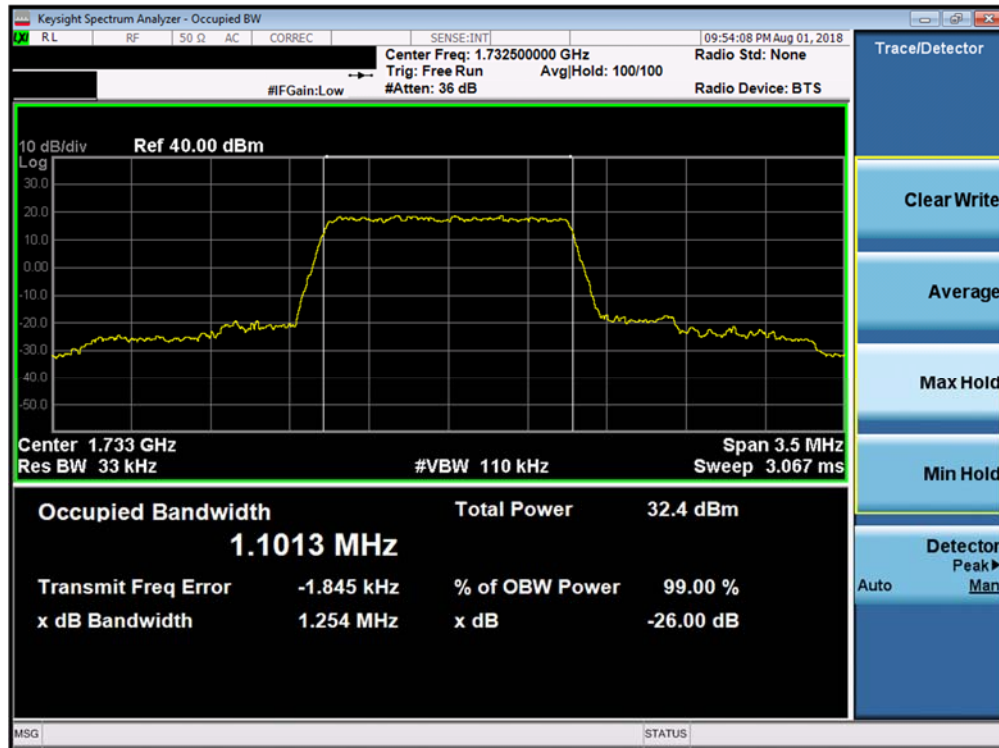 Keysight Spectrum Analyzer - Occupied BW
LXI RL RF 50 Ω AC CORREC SENSE:INT 09:54:08 PM Aug 01, 2018
Center Freq: 1.732500000 GHz Radio Std: None
Trig: Free Run Avg|Hold: 100/100
#IFGain:Low #Atten: 36 dB Radio Device: BTS
10 dB/div Ref 40.00 dBm
Log
30.0
20.0
10.0
0.00
-10.0
-20.0
-30.0
-40.0
-50.0
Center 1.733 GHz Span 3.5 MHz
Res BW 33 kHz #VBW 110 kHz Sweep 3.067 ms
Occupied Bandwidth Total Power 32.4 dBm
1.1013 MHz
Transmit Freq Error -1.845 kHz % of OBW Power 99.00 %
x dB Bandwidth 1.254 MHz x dB -26.00 dB
MSG STATUS
Trace/Detector
Clear Write
Average
Max Hold
Min Hold
Detector
Peak▶
Auto Man